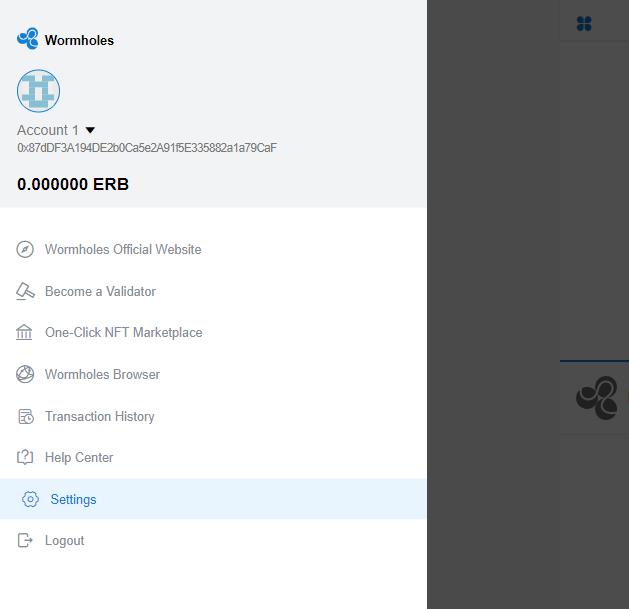 Wormholes
Account 1
0x87dDF3A194DE2b0Ca5e2A91f5E335882a1a79CaF
0.000000 ERB
Wormholes Official Website
Become a Validator
One-Click NFT Marketplace
Wormholes Browser
Transaction History
Help Center
Settings
Logout